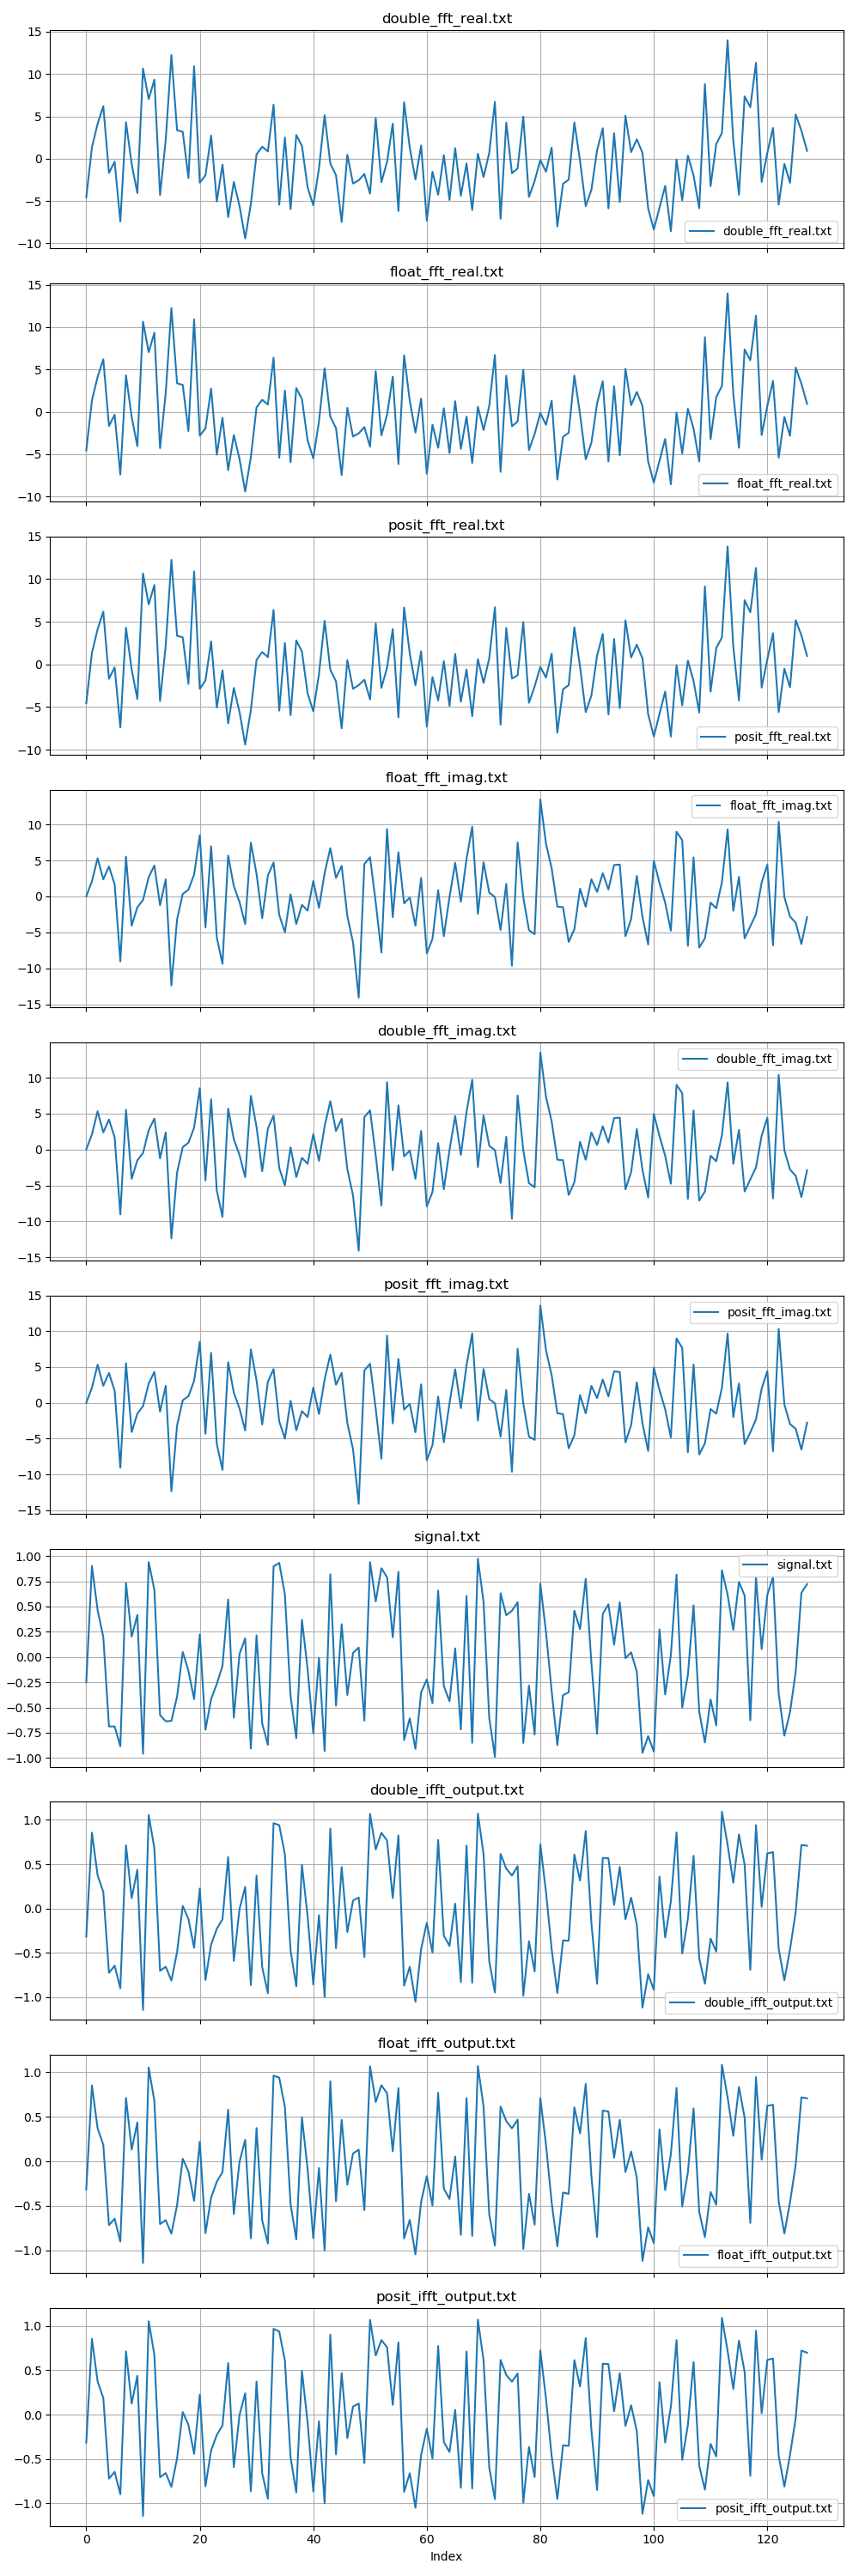 double_fft_real.txt
15
10
5
0
−5
−10
double_fft_real.txt
float_fft_real.txt
15
10
5
0
−5
−10
float_fft_real.txt
posit_fft_real.txt
15
10
5
0
−5
−10
posit_fft_real.txt
float_fft_imag.txt
float_fft_imag.txt
10
5
0
−5
−10
−15
double_fft_imag.txt
double_fft_imag.txt
10
5
0
−5
−10
−15
posit_fft_imag.txt
15
posit_fft_imag.txt
10
5
0
−5
−10
−15
signal.txt
1.00
signal.txt
0.75
0.50
0.25
0.00
−0.25
−0.50
−0.75
−1.00
double_ifft_output.txt
1.0
0.5
0.0
−0.5
−1.0
double_ifft_output.txt
float_ifft_output.txt
1.0
0.5
0.0
−0.5
−1.0
float_ifft_output.txt
posit_ifft_output.txt
1.0
0.5
0.0
−0.5
−1.0
posit_ifft_output.txt
0 20 40 60 80 100 120
Index